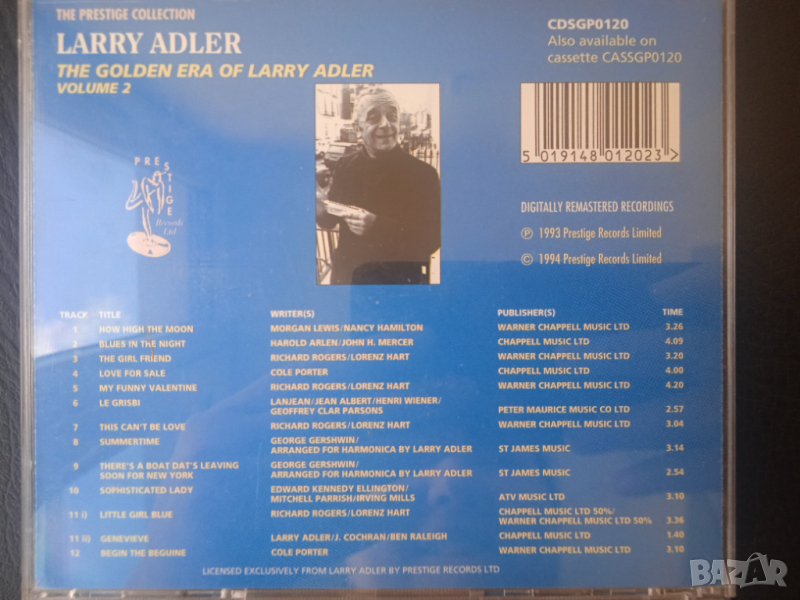 THE PRESTIGE COLLECTION
LARRY ADLER
THE GOLDEN ERA OF LARRY ADLER
VOLUME 2
CDSGP0120
Also available on
cassette CASSGP0120
5 019148 012023 >
PRESTIGE
Records
Ltd
DIGITALLY REMASTERED RECORDINGS
℗ 1993 Prestige Records Limited
© 1994 Prestige Records Limited
TRACK TITLE WRITER(S) PUBLISHER(S) TIME
1 HOW HIGH THE MOON MORGAN LEWIS/NANCY HAMILTON WARNER CHAPPELL MUSIC LTD 3.26
2 BLUES IN THE NIGHT HAROLD ARLEN/JOHN H. MERCER CHAPPELL MUSIC LTD 4.09
3 THE GIRL FRIEND RICHARD ROGERS/LORENZ HART WARNER CHAPPELL MUSIC LTD 3.20
4 LOVE FOR SALE COLE PORTER CHAPPELL MUSIC LTD 4.00
5 MY FUNNY VALENTINE RICHARD ROGERS/LORENZ HART WARNER CHAPPELL MUSIC LTD 4.20
6 LE GRISBI LANJEAN/JEAN ALBERT/HENRI WIENER/
GEOFFREY CLAR PARSONS PETER MAURICE MUSIC CO LTD 2.57
7 THIS CAN'T BE LOVE RICHARD ROGERS/LORENZ HART WARNER CHAPPELL MUSIC LTD 3.04
8 SUMMERTIME GEORGE GERSHWIN/
ARRANGED FOR HARMONICA BY LARRY ADLER ST JAMES MUSIC 3.14
9 THERE'S A BOAT DAT'S LEAVING GEORGE GERSHWIN/
SOON FOR NEW YORK ARRANGED FOR HARMONICA BY LARRY ADLER ST JAMES MUSIC 2.54
10 SOPHISTICATED LADY EDWARD KENNEDY ELLINGTON/
MITCHELL PARRISH/IRVING MILLS ATV MUSIC LTD 3.10
11 i) LITTLE GIRL BLUE RICHARD ROGERS/LORENZ HART CHAPPELL MUSIC LTD 50%/
WARNER CHAPPELL MUSIC LTD 50% 3.36
11 ii) GENEVIEVE LARRY ADLER/J. COCHRAN/BEN RALEIGH CHAPPELL MUSIC LTD 1.40
12 BEGIN THE BEGUINE COLE PORTER WARNER CHAPPELL MUSIC LTD 3.10
LICENSED EXCLUSIVELY FROM LARRY ADLER BY PRESTIGE RECORDS LTD
BAZAR